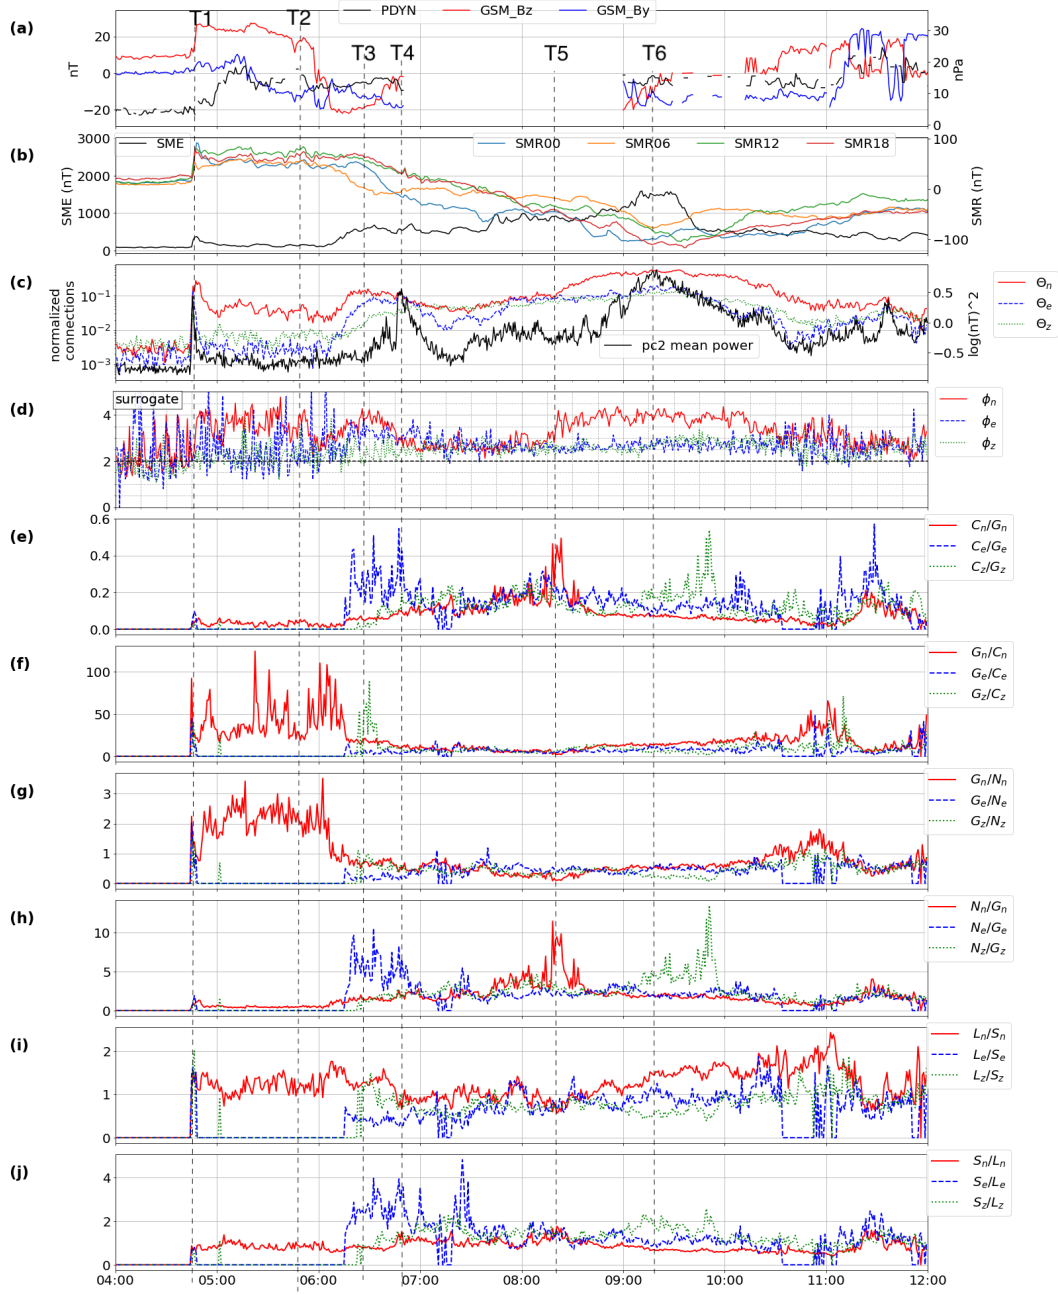 (a)
T1
T2
T3
T4
T5
T6
PDYN
GSM_Bz
GSM_By
20
0
−20
nT
30
20
10
0
nPa
(b)
SME
SMR00
SMR06
SMR12
SMR18
3000
2000
1000
0
SME (nT)
100
0
−100
SMR (nT)
(c)
10⁻¹
10⁻²
10⁻³
normalized
connections
pc2 mean power
0.5
0.0
−0.5
log(nT)^2
Θn
Θe
Θz
(d)
surrogate
4
2
0
ϕn
ϕe
ϕz
(e)
0.6
0.4
0.2
0.0
Cn/Gn
Ce/Ge
Cz/Gz
(f)
100
50
0
Gn/Cn
Ge/Ce
Gz/Cz
(g)
3
2
1
0
Gn/Nn
Ge/Ne
Gz/Nz
(h)
10
5
0
Nn/Gn
Ne/Ge
Nz/Gz
(i)
2
1
0
Ln/Sn
Le/Se
Lz/Sz
(j)
4
2
0
Sn/Ln
Se/Le
Sz/Lz
04:00 05:00 06:00 07:00 08:00 09:00 10:00 11:00 12:00